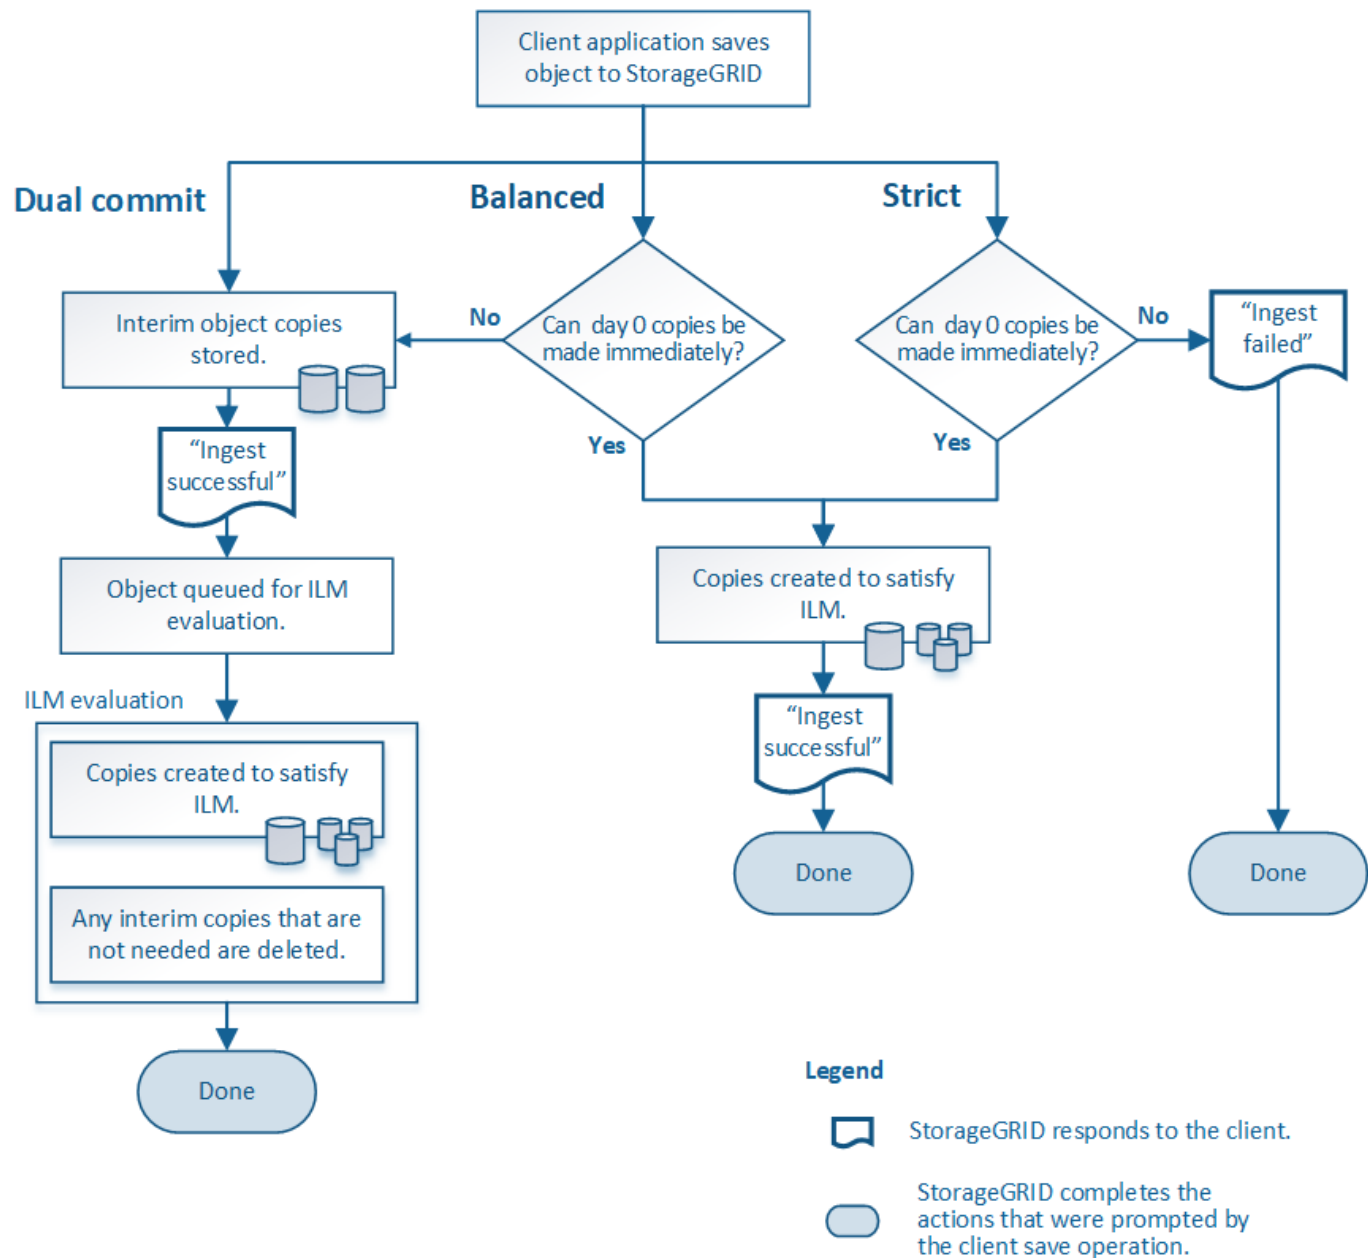 Client application saves
object to StorageGRID
Dual commit
Balanced
Strict
Interim object copies
stored.
No
Can day 0 copies be
made immediately?
Can day 0 copies be
made immediately?
No
“Ingest
failed”
Yes
Yes
“Ingest
successful”
Object queued for ILM
evaluation.
Copies created to satisfy
ILM.
ILM evaluation
“Ingest
successful”
Copies created to satisfy
ILM.
Done
Done
Any interim copies that are
not needed are deleted.
Done
Legend
StorageGRID responds to the client.
StorageGRID completes the
actions that were prompted by
the client save operation.